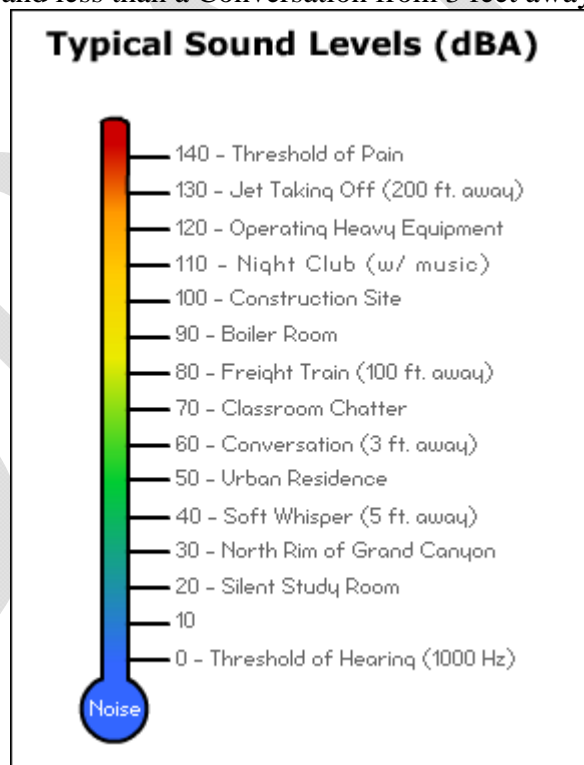 and less than a Conversation from 3 feet away
Typical Sound Levels (dBA)
140 - Threshold of Pain
130 - Jet Taking Off (200 ft. away)
120 - Operating Heavy Equipment
110 - Night Club (w/ music)
100 - Construction Site
90 - Boiler Room
80 - Freight Train (100 ft. away)
70 - Classroom Chatter
60 - Conversation (3 ft. away)
50 - Urban Residence
40 - Soft Whisper (5 ft. away)
30 - North Rim of Grand Canyon
20 - Silent Study Room
10
0 - Threshold of Hearing (1000 Hz)
Noise